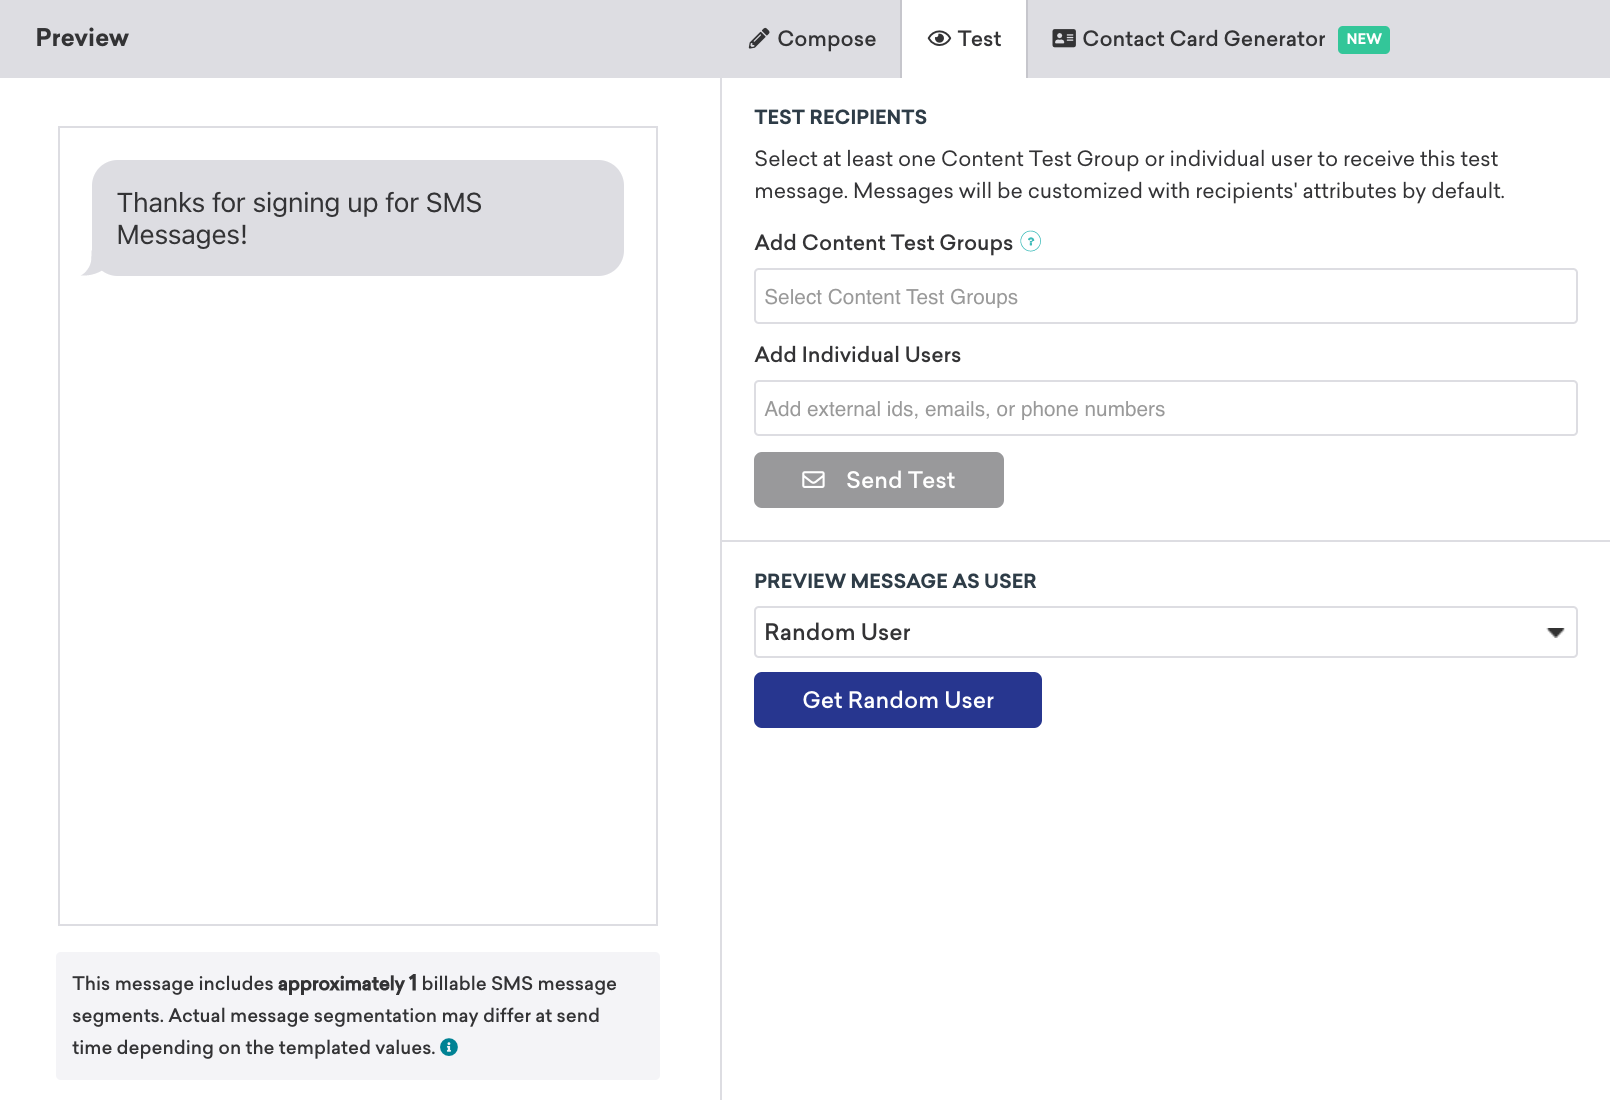 Preview
Compose
Test
Contact Card Generator NEW
Thanks for signing up for SMS
Messages!
This message includes approximately 1 billable SMS message
segments. Actual message segmentation may differ at send
time depending on the templated values.
TEST RECIPIENTS
Select at least one Content Test Group or individual user to receive this test
message. Messages will be customized with recipients' attributes by default.
Add Content Test Groups ?
Select Content Test Groups
Add Individual Users
Add external ids, emails, or phone numbers
Send Test
PREVIEW MESSAGE AS USER
Random User
Get Random User